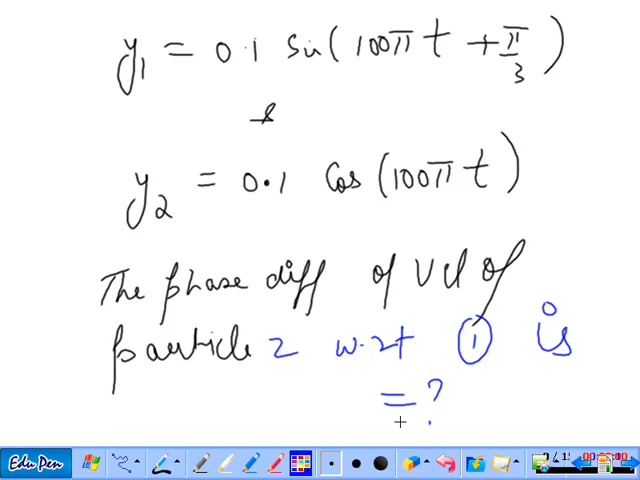 y₁ = 0.1 sin(100π t + π/3)
&
y₂ = 0.1 cos(100π t)
The phase diff of vel of
particle 2 w.r.t ① is
= ?
Edu Pen